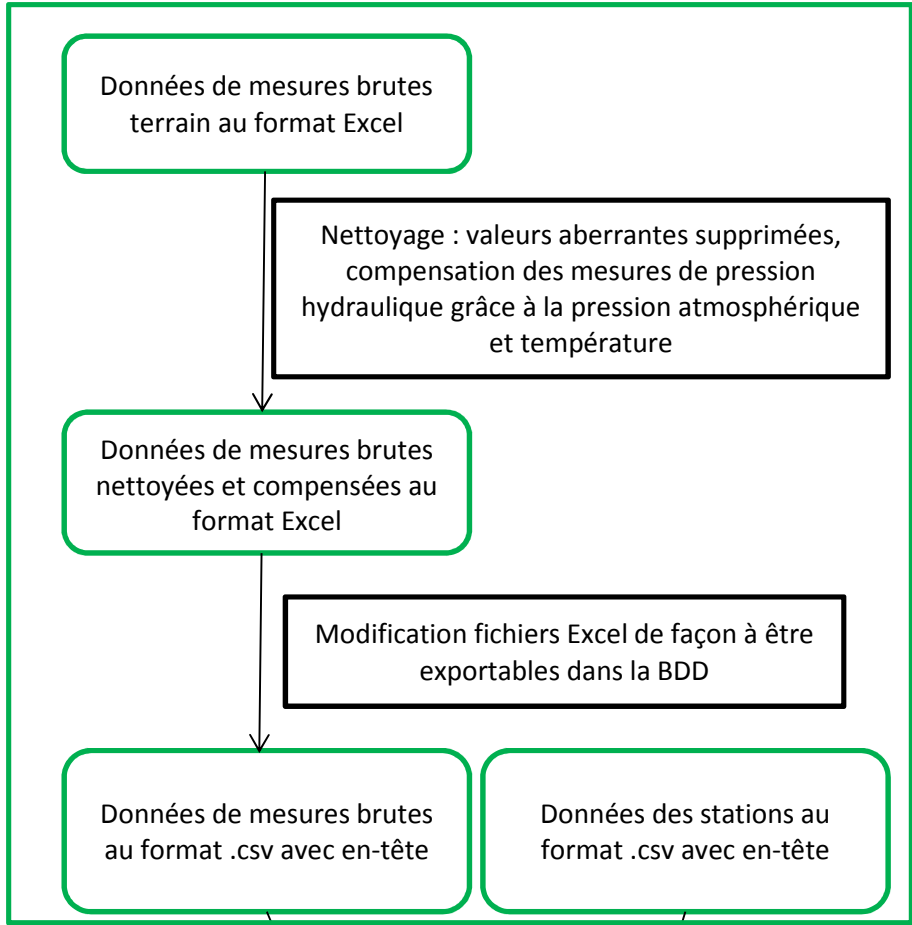 Données de mesures brutes
terrain au format Excel
Nettoyage : valeurs aberrantes supprimées,
compensation des mesures de pression
hydraulique grâce à la pression atmosphérique
et température
Données de mesures brutes
nettoyées et compensées au
format Excel
Modification fichiers Excel de façon à être
exportables dans la BDD
Données de mesures brutes
au format .csv avec en-tête
Données des stations au
format .csv avec en-tête